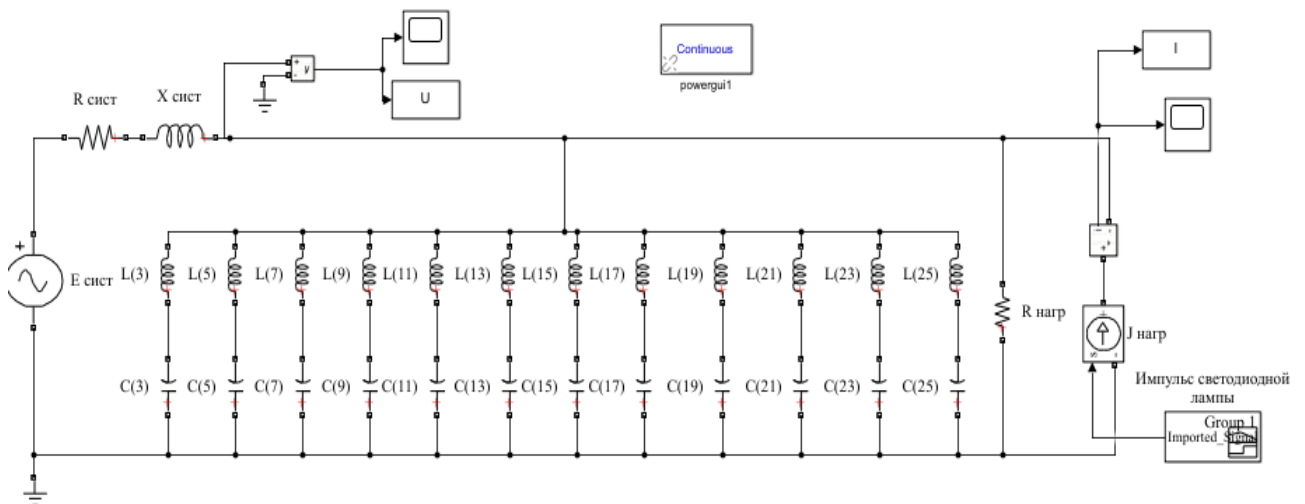 Continuous
powergui1
I
U
V
R сист
X сист
+
E сист
L(3)
L(5)
L(7)
L(9)
L(11)
L(13)
L(15)
L(17)
L(19)
L(21)
L(23)
L(25)
C(3)
C(5)
C(7)
C(9)
C(11)
C(13)
C(15)
C(17)
C(19)
C(21)
C(23)
C(25)
R нагр
J нагр
Импульс светодиодной
лампы
Group 1